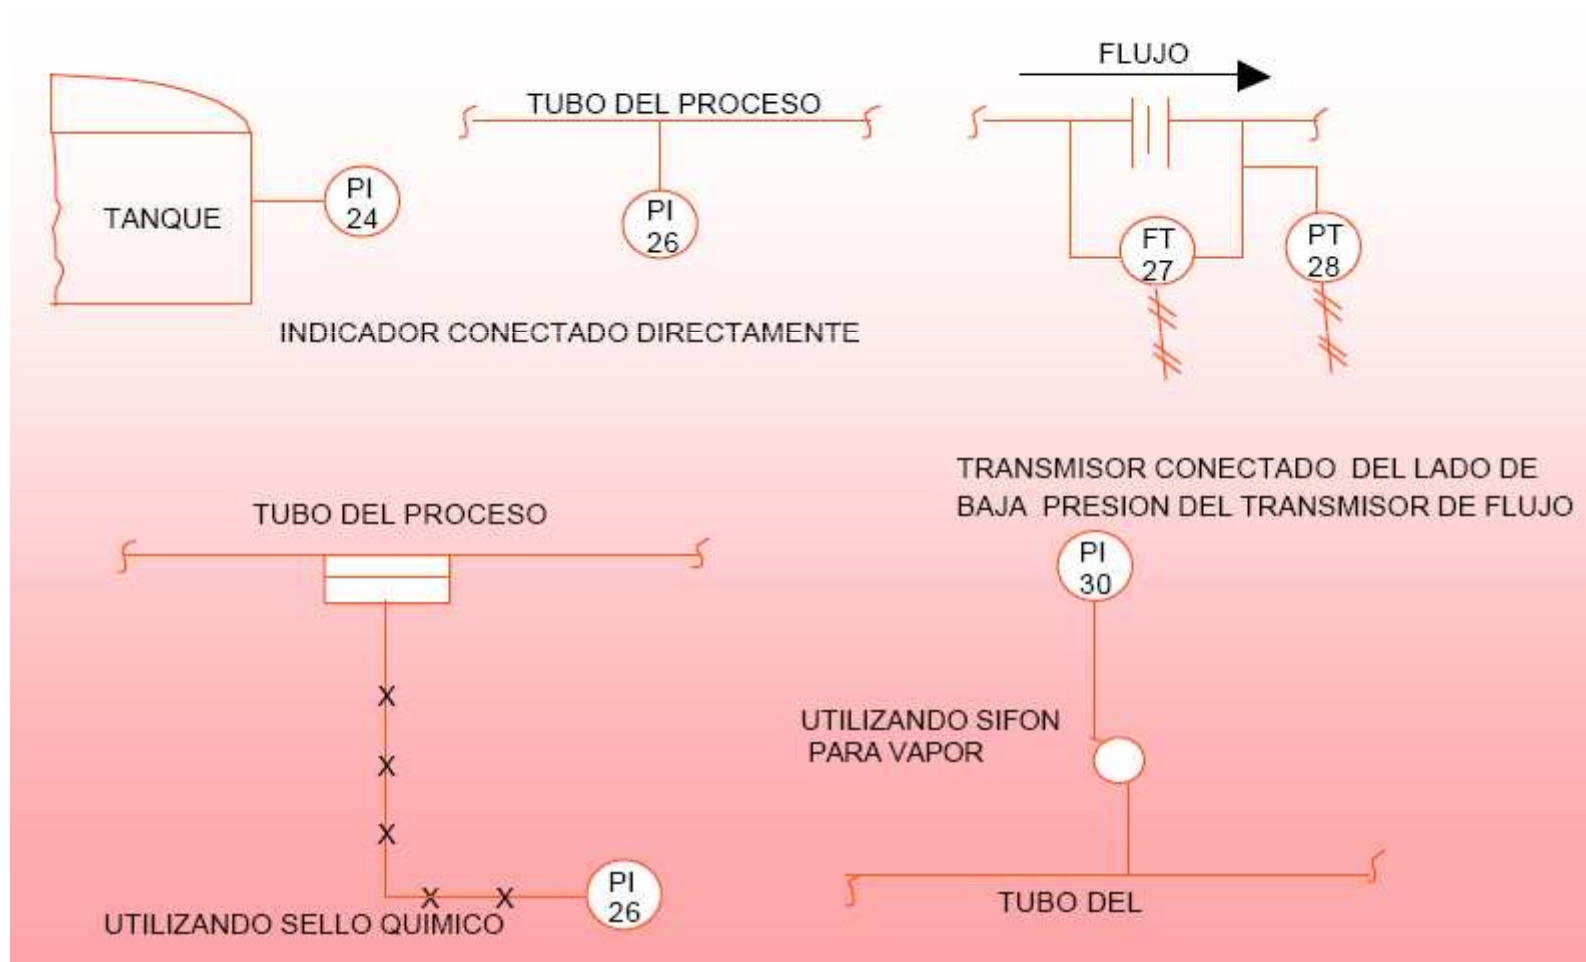 FLUJO
TUBO DEL PROCESO
TANQUE
PI
24
PI
26
FT
27
PT
28
INDICADOR CONECTADO DIRECTAMENTE
TRANSMISOR CONECTADO DEL LADO DE
BAJA PRESION DEL TRANSMISOR DE FLUJO
TUBO DEL PROCESO
X
X
X
X X
PI
26
UTILIZANDO SELLO QUIMICO
PI
30
UTILIZANDO SIFON
PARA VAPOR
TUBO DEL